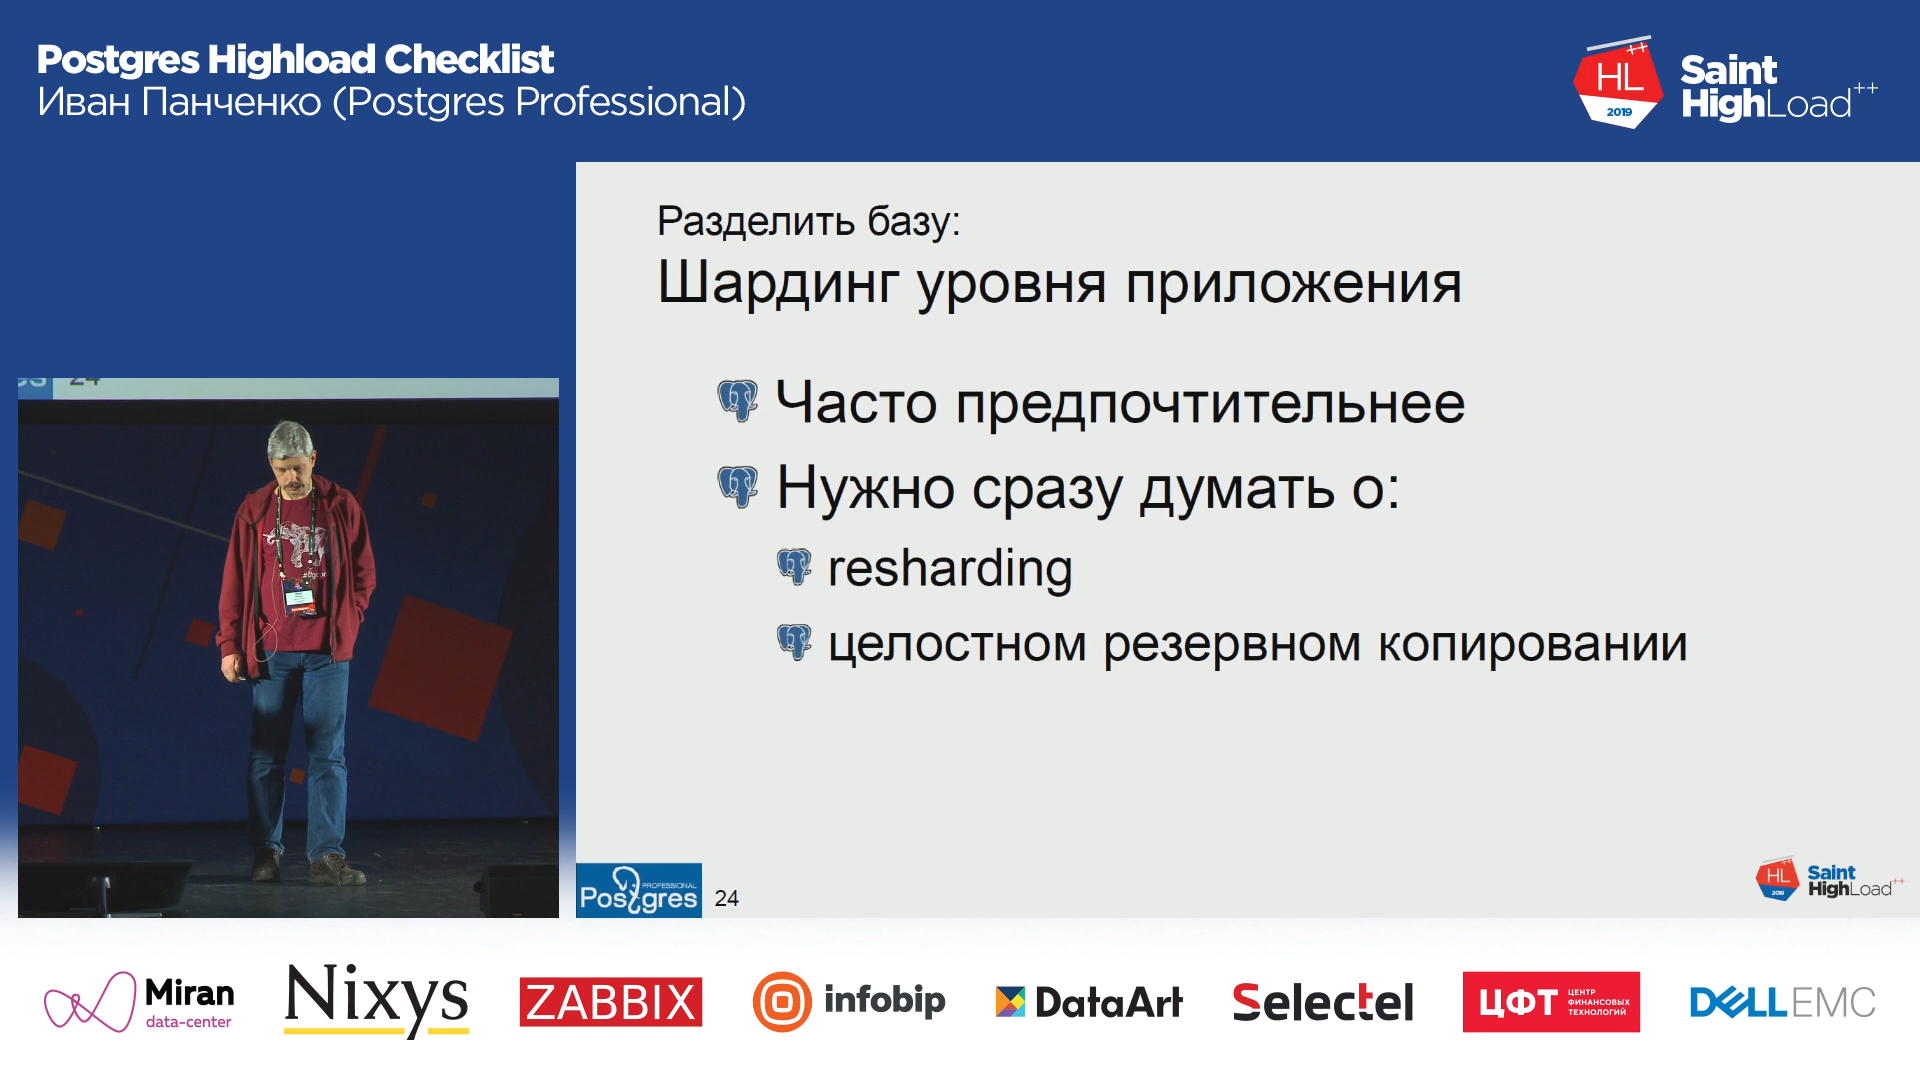 Postgres Highload Checklist
Иван Панченко (Postgres Professional)
HL ++
2019
Saint
HighLoad++
Разделить базу:
Шардинг уровня приложения
Часто предпочтительнее
Нужно сразу думать о:
resharding
целостном резервном копировании
24
PROFESSIONAL
Postgres
24
HL
2019
Saint
HighLoad++
Miran
data-center
Nixys
ZABBIX
infobip
DataArt
Selectel
ЦФТ
ЦЕНТР
ФИНАНСОВЫХ
ТЕХНОЛОГИЙ
DELLEMC